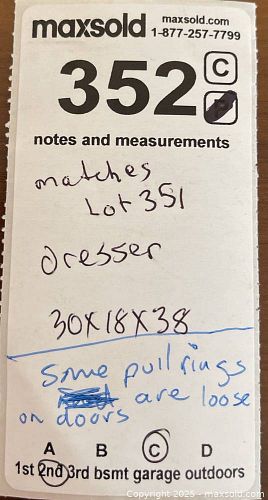 maxsold maxsold.com
1-877-257-7799
352 C
notes and measurements
matches
Lot 351
dresser
30x18x38
Some pull rings
are loose
on doors
A B C D
1st 2nd 3rd bsmt garage outdoors
Copyright 2025 - maxsold.com